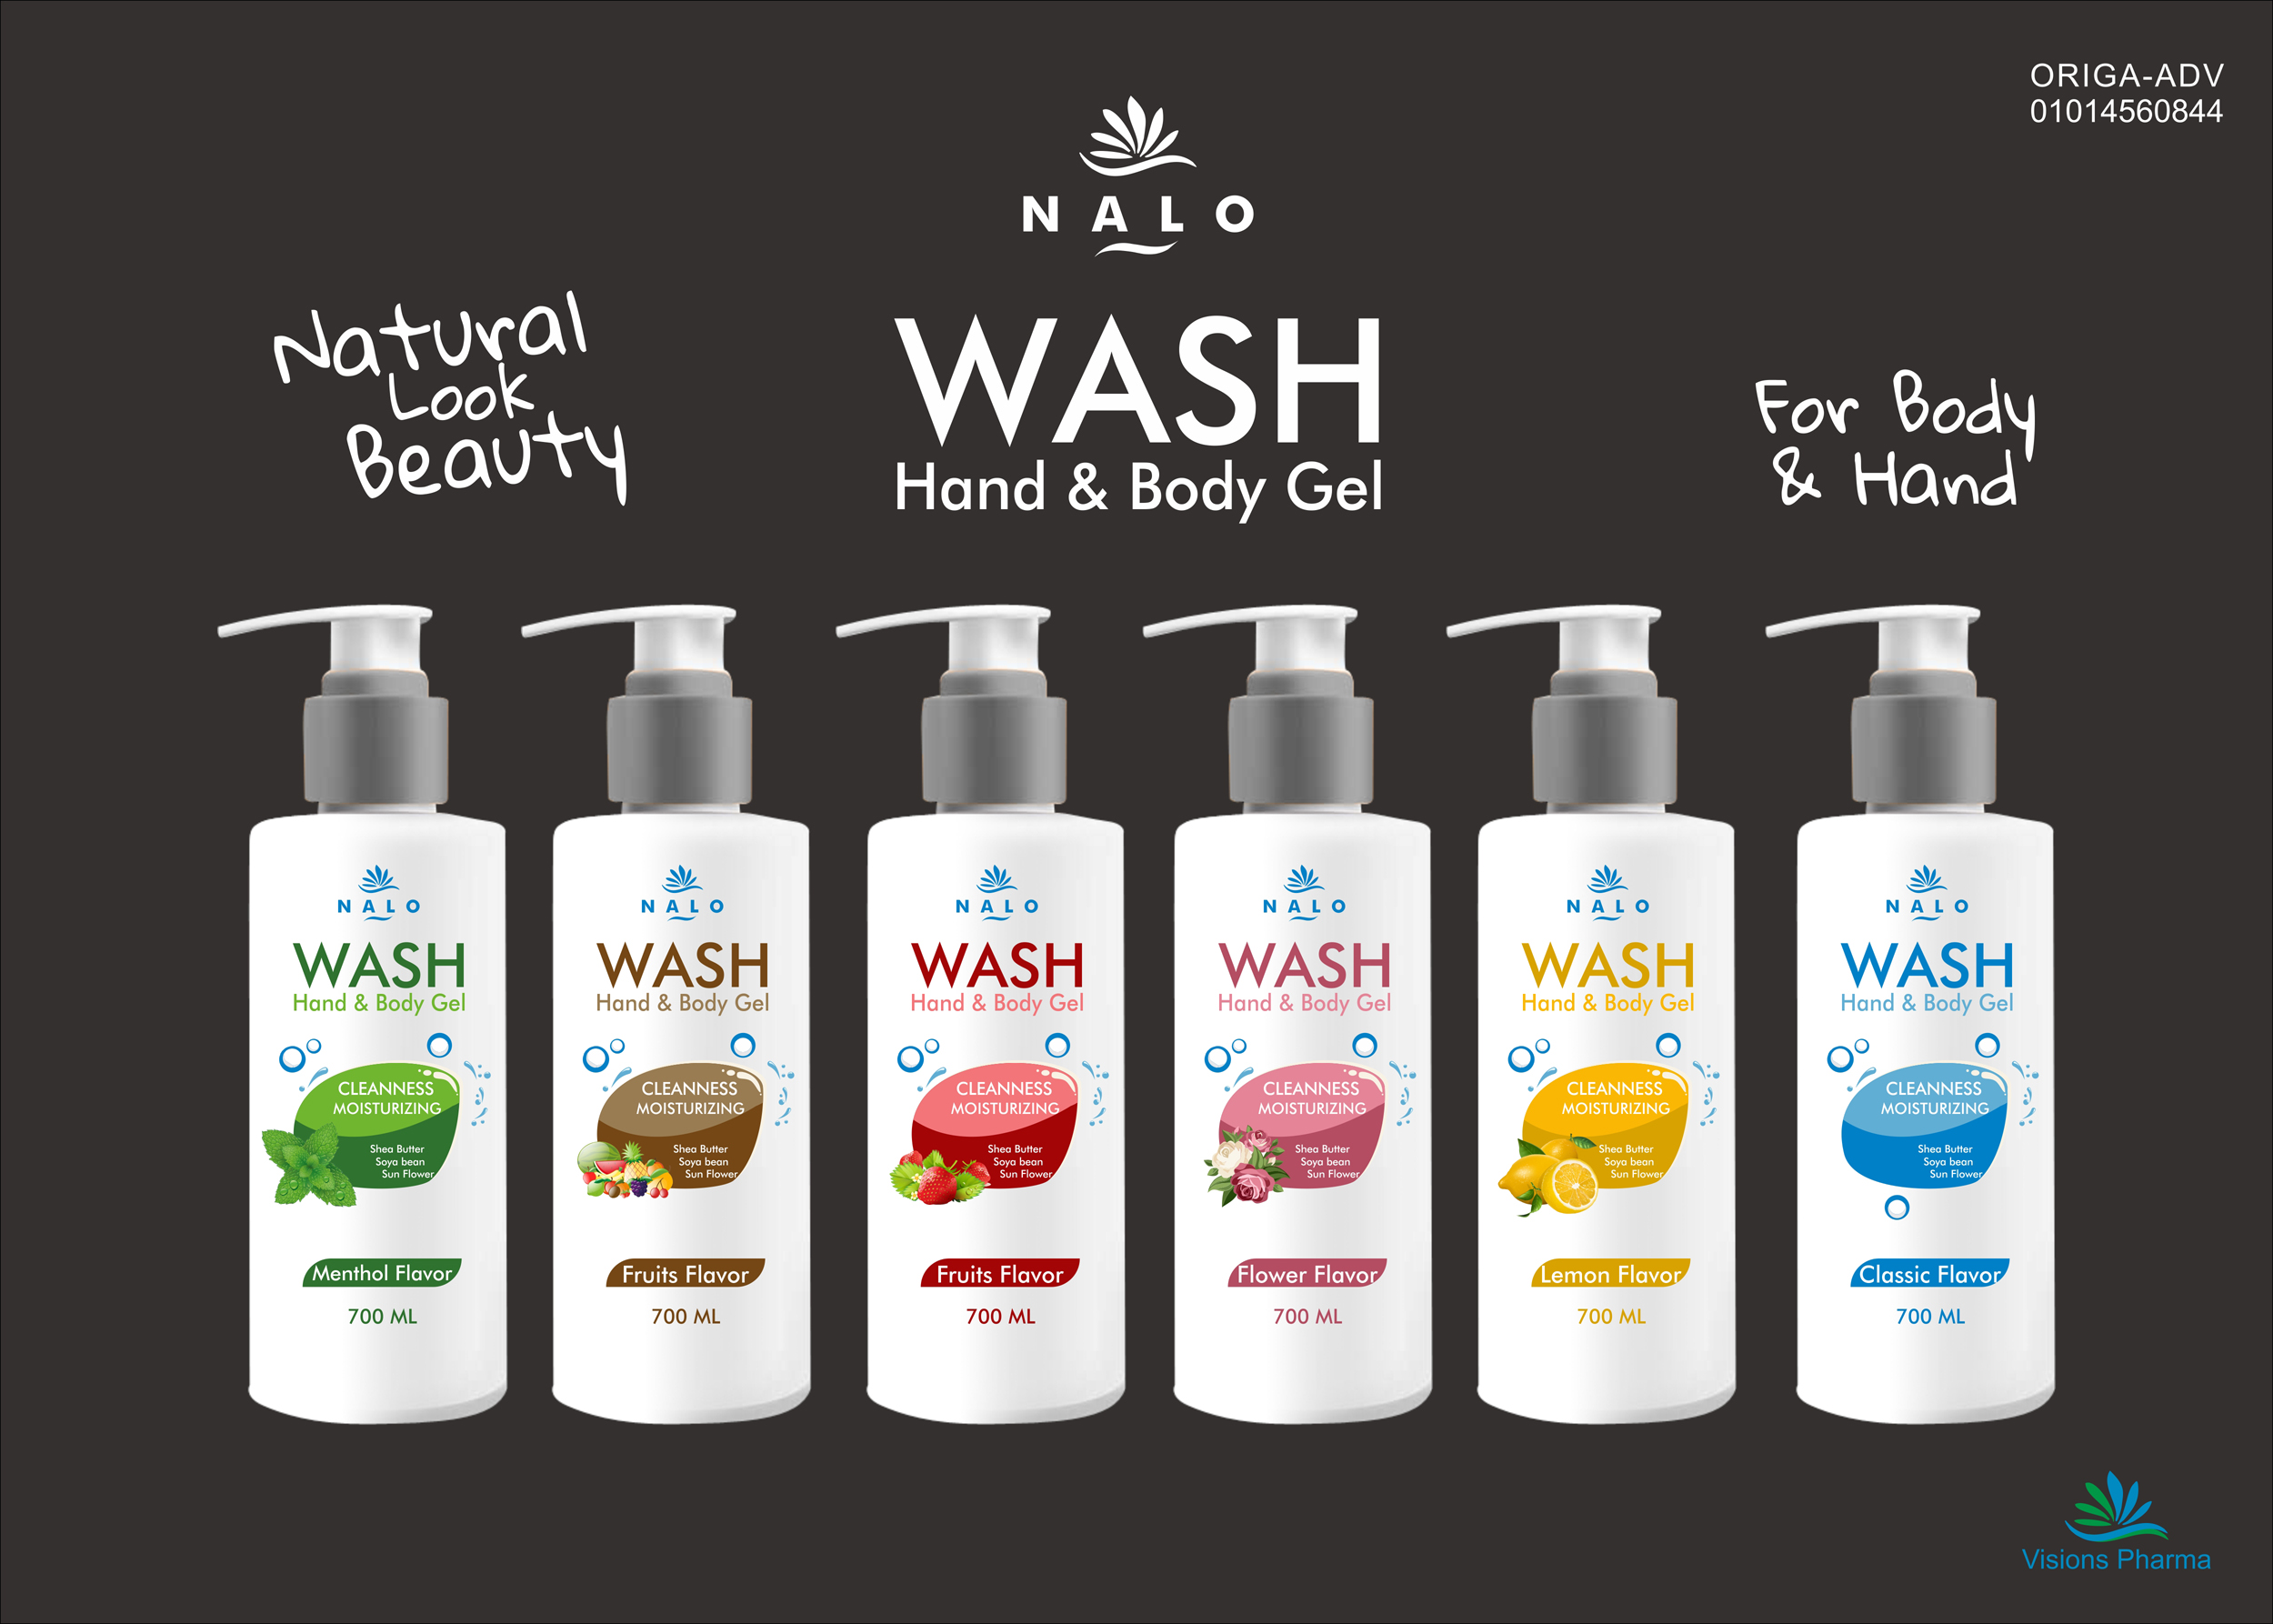 ORIGA-ADV
01014560844
NALO
Natural
Look
Beauty
WASH
Hand & Body Gel
For Body
& Hand
NALO
WASH
Hand & Body Gel
CLEANNESS
MOISTURIZING
Shea Butter
Soya bean
Sun Flower
Menthol Flavor
700 ML
NALO
WASH
Hand & Body Gel
CLEANNESS
MOISTURIZING
Shea Butter
Soya bean
Sun Flower
Fruits Flavor
700 ML
NALO
WASH
Hand & Body Gel
CLEANNESS
MOISTURIZING
Shea Butter
Soya bean
Sun Flower
Fruits Flavor
700 ML
NALO
WASH
Hand & Body Gel
CLEANNESS
MOISTURIZING
Shea Butter
Soya bean
Sun Flower
Flower Flavor
700 ML
NALO
WASH
Hand & Body Gel
CLEANNESS
MOISTURIZING
Shea Butter
Soya bean
Sun Flower
Lemon Flavor
700 ML
NALO
WASH
Hand & Body Gel
CLEANNESS
MOISTURIZING
Shea Butter
Soya bean
Sun Flower
Classic Flavor
700 ML
Visions Pharma